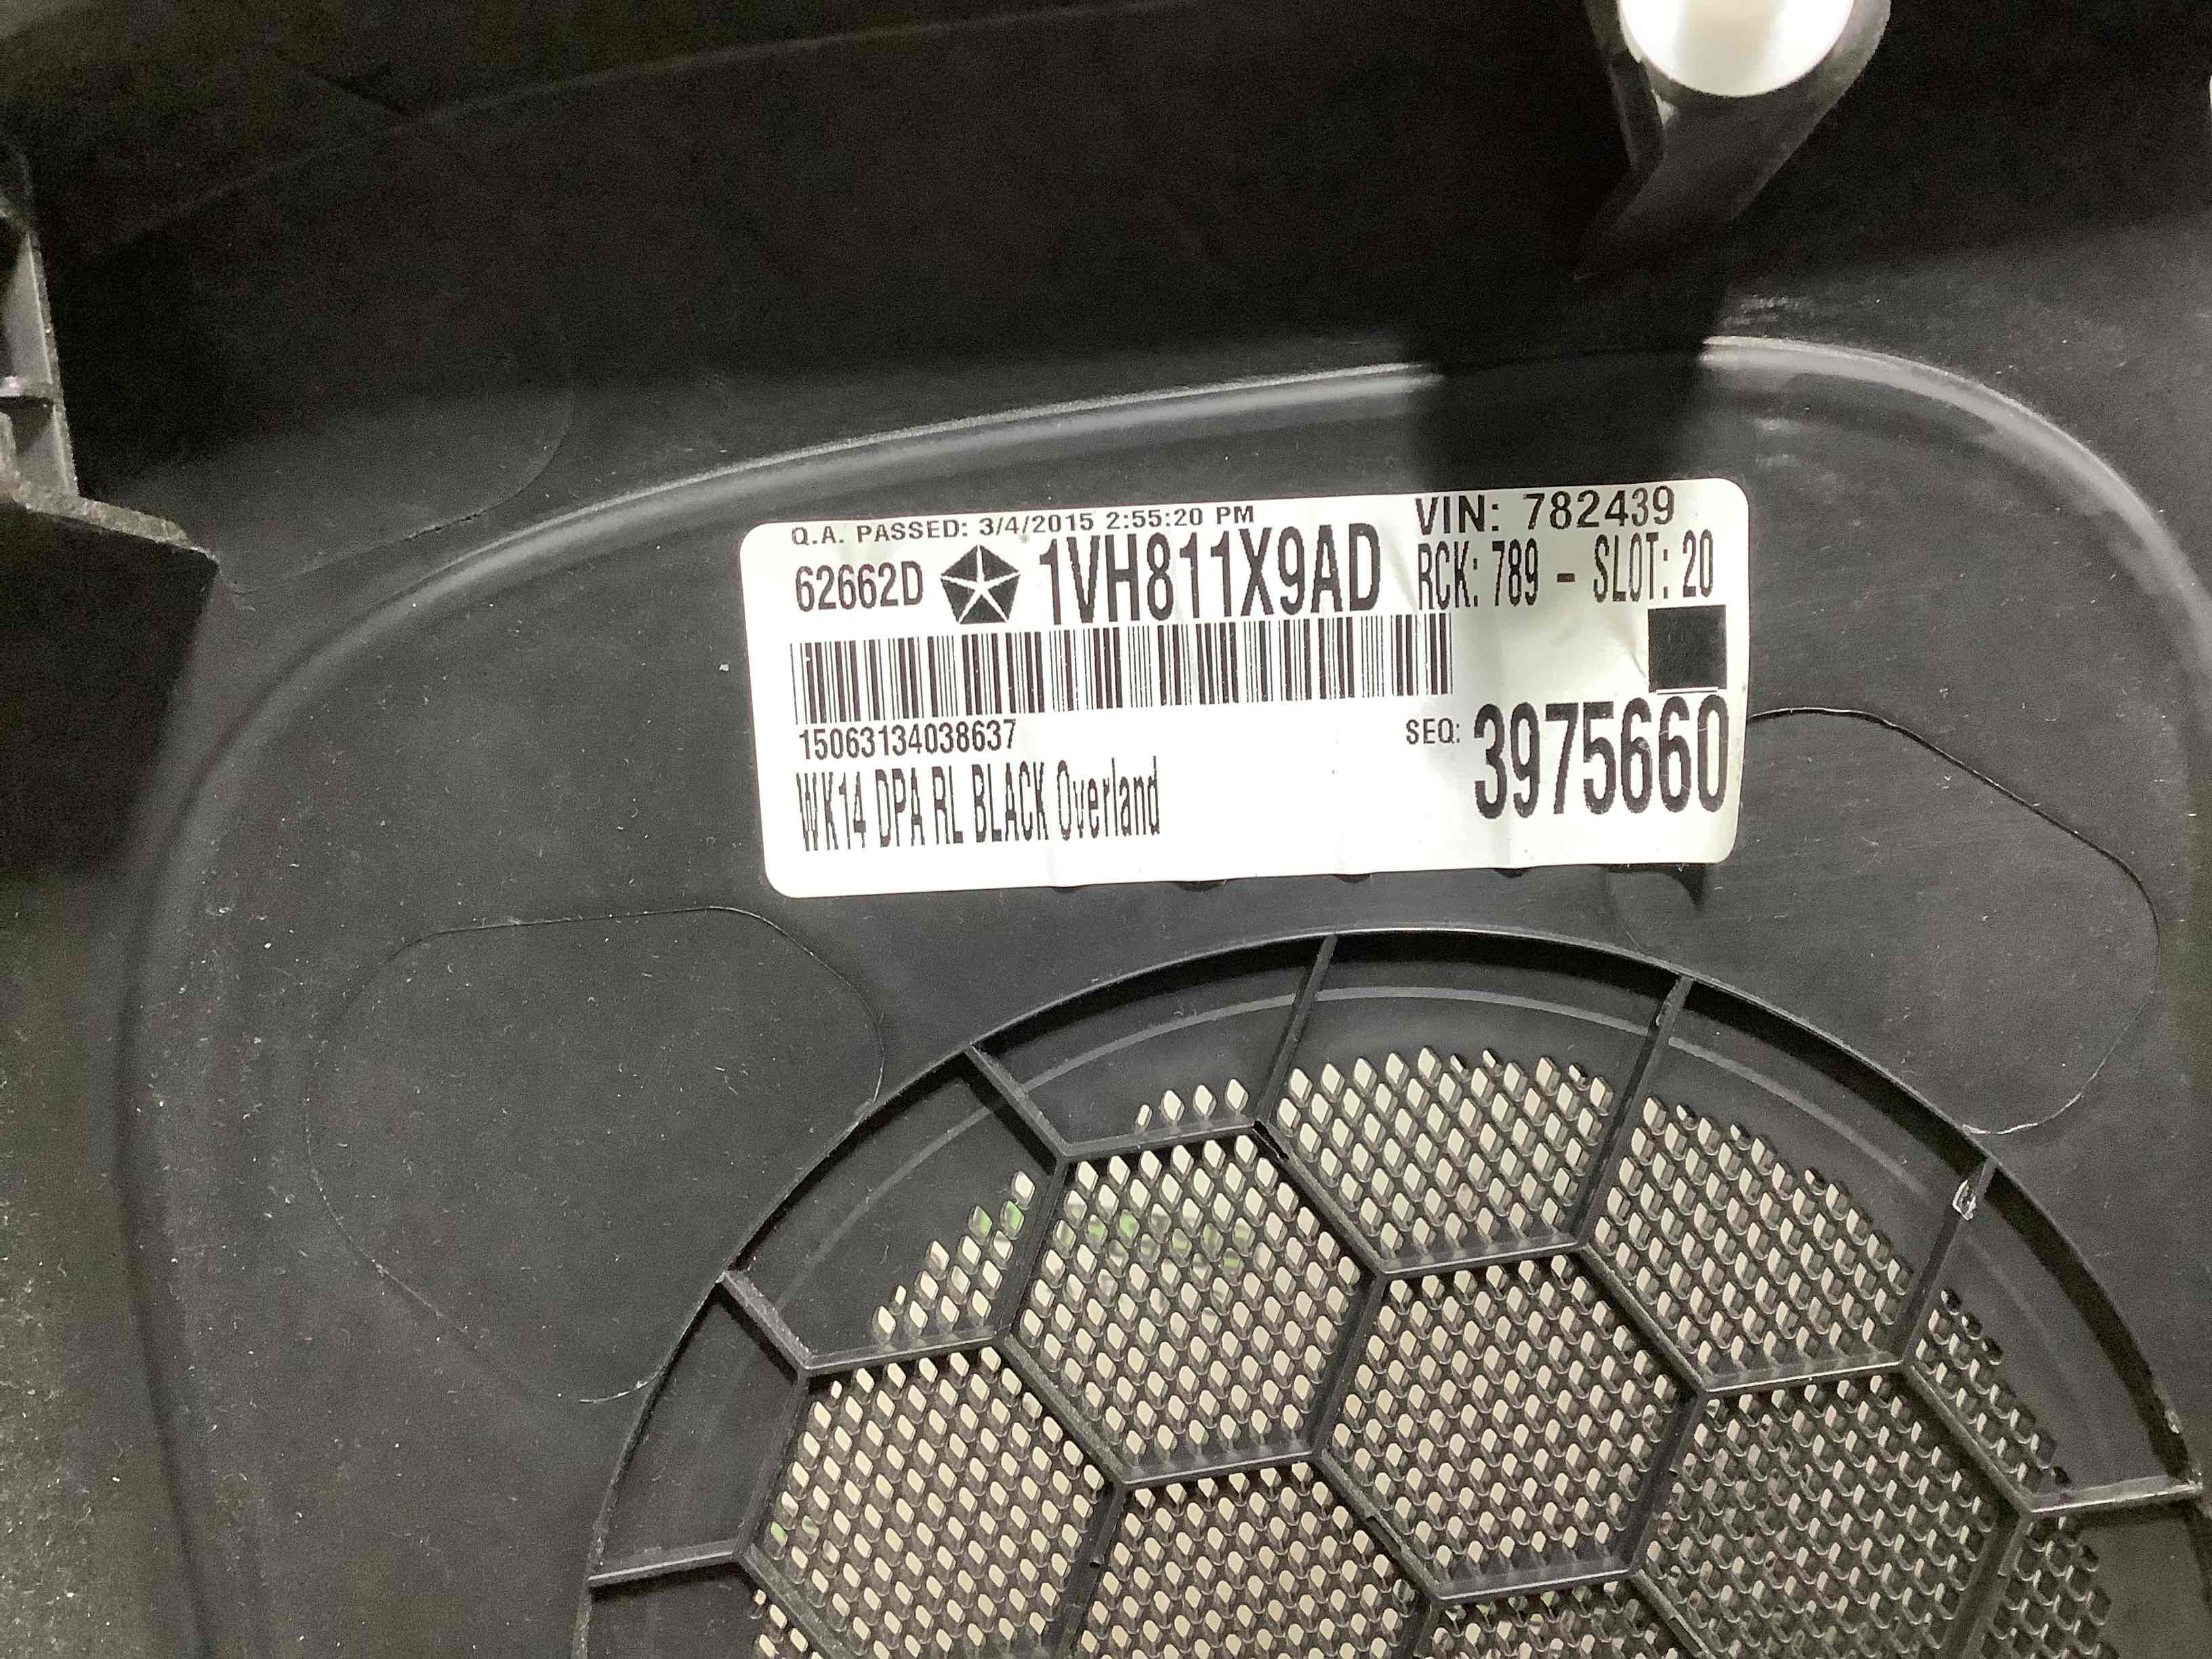 Q.A. PASSED: 3/4/2015 2:55:20 PM
VIN: 782439
62662D 1VH811X9AD
RCK: 789 - SLOT: 20
15063134038637
SEQ: 3975660
WK14 DPA RL BLACK Overland